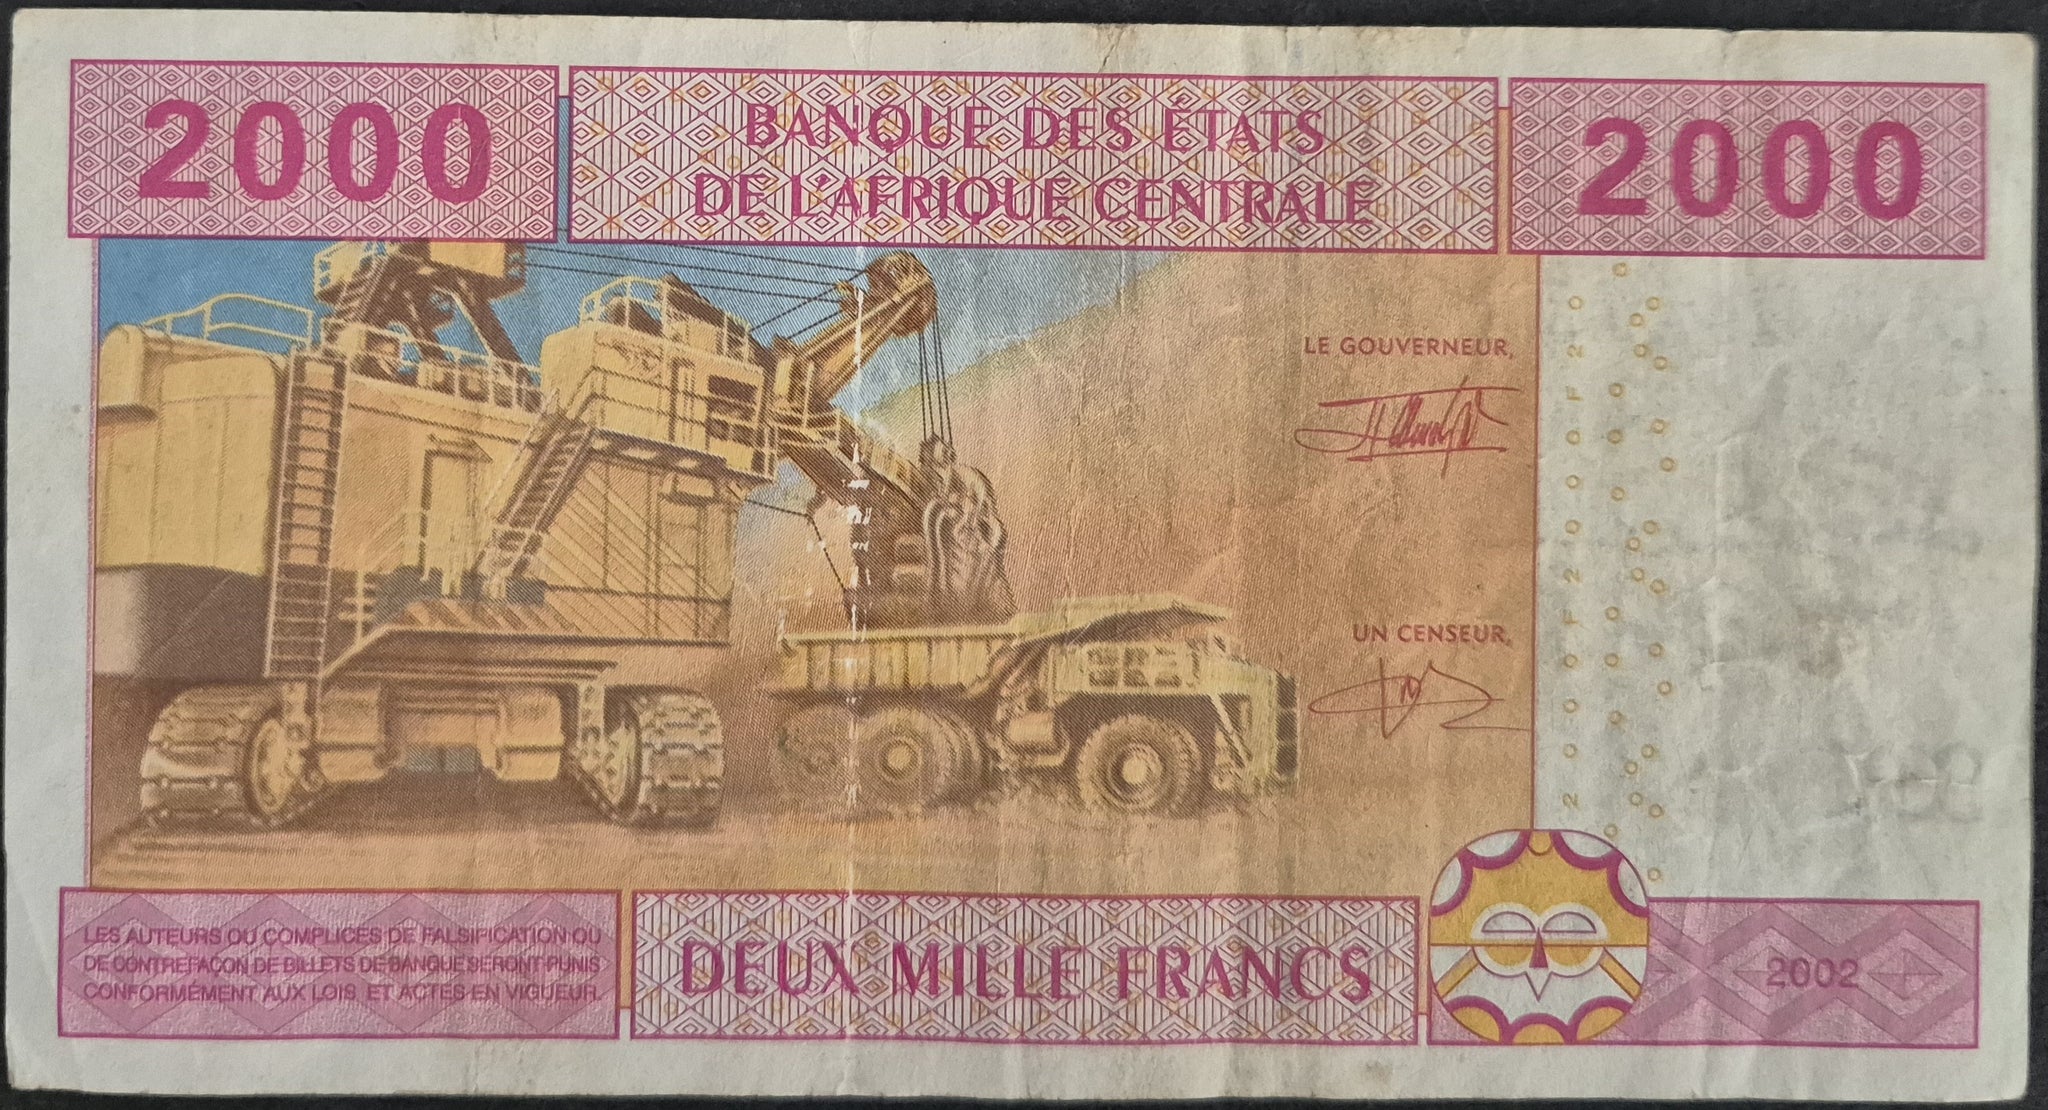 2000
BANQUE DES ÉTATS
DE L'AFRIQUE CENTRALE
2000
LE GOUVERNEUR,
UN CENSEUR,
LES AUTEURS OU COMPLICES DE FALSIFICATION OU
DE CONTREFAÇON DE BILLETS DE BANQUE SERONT PUNIS
CONFORMÉMENT AUX LOIS ET ACTES EN VIGUEUR.
DEUX MILLE FRANCS
2002